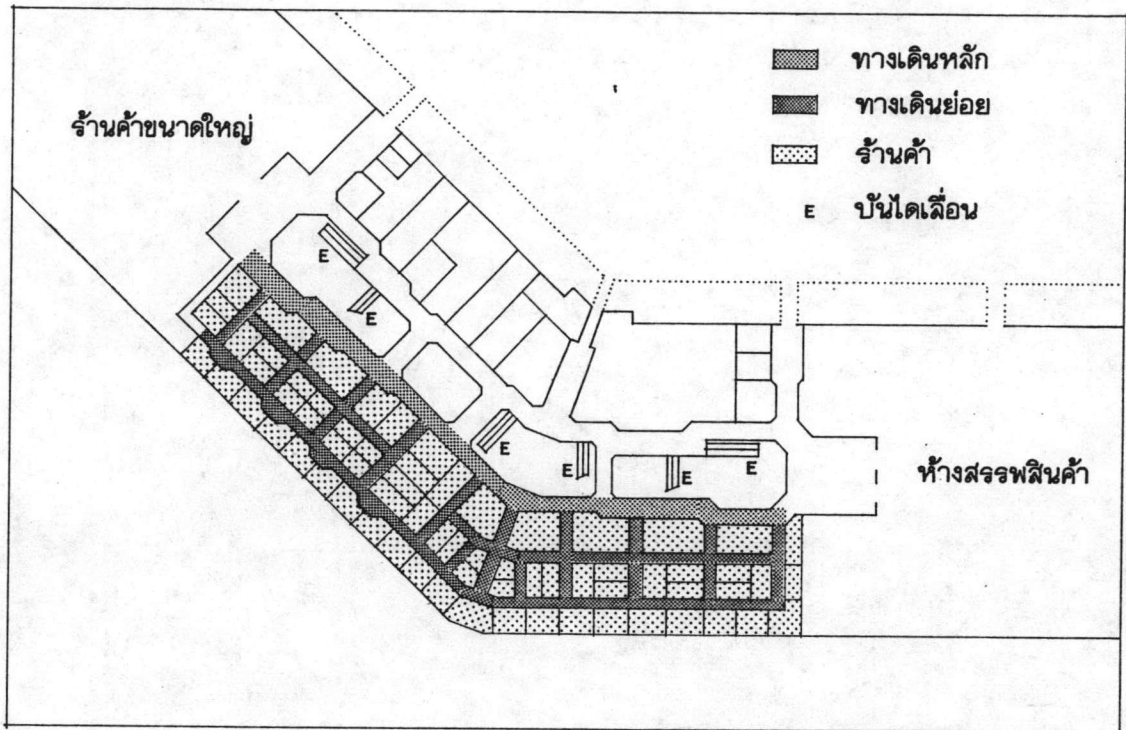 ทางเดินหลัก
ทางเดินย่อย
ร้านค้า
E บันไดเลื่อน
ร้านค้าขนาดใหญ่
E
E
E
E
E
E
ห้างสรรพสินค้า